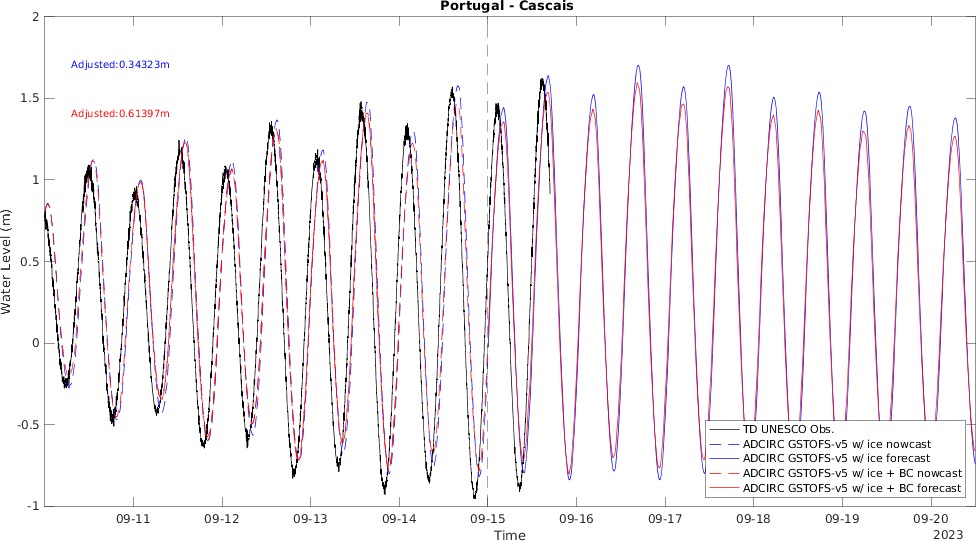 Portugal - Cascais
2
Adjusted:0.34323m
1.5
Adjusted:0.61397m
1
0.5
Water Level (m)
0
-0.5
-1
TD UNESCO Obs.
ADCIRC GSTOFS-v5 w/ ice nowcast
ADCIRC GSTOFS-v5 w/ ice forecast
ADCIRC GSTOFS-v5 w/ ice + BC nowcast
ADCIRC GSTOFS-v5 w/ ice + BC forecast
09-11 09-12 09-13 09-14 09-15 09-16 09-17 09-18 09-19 09-20
Time
2023